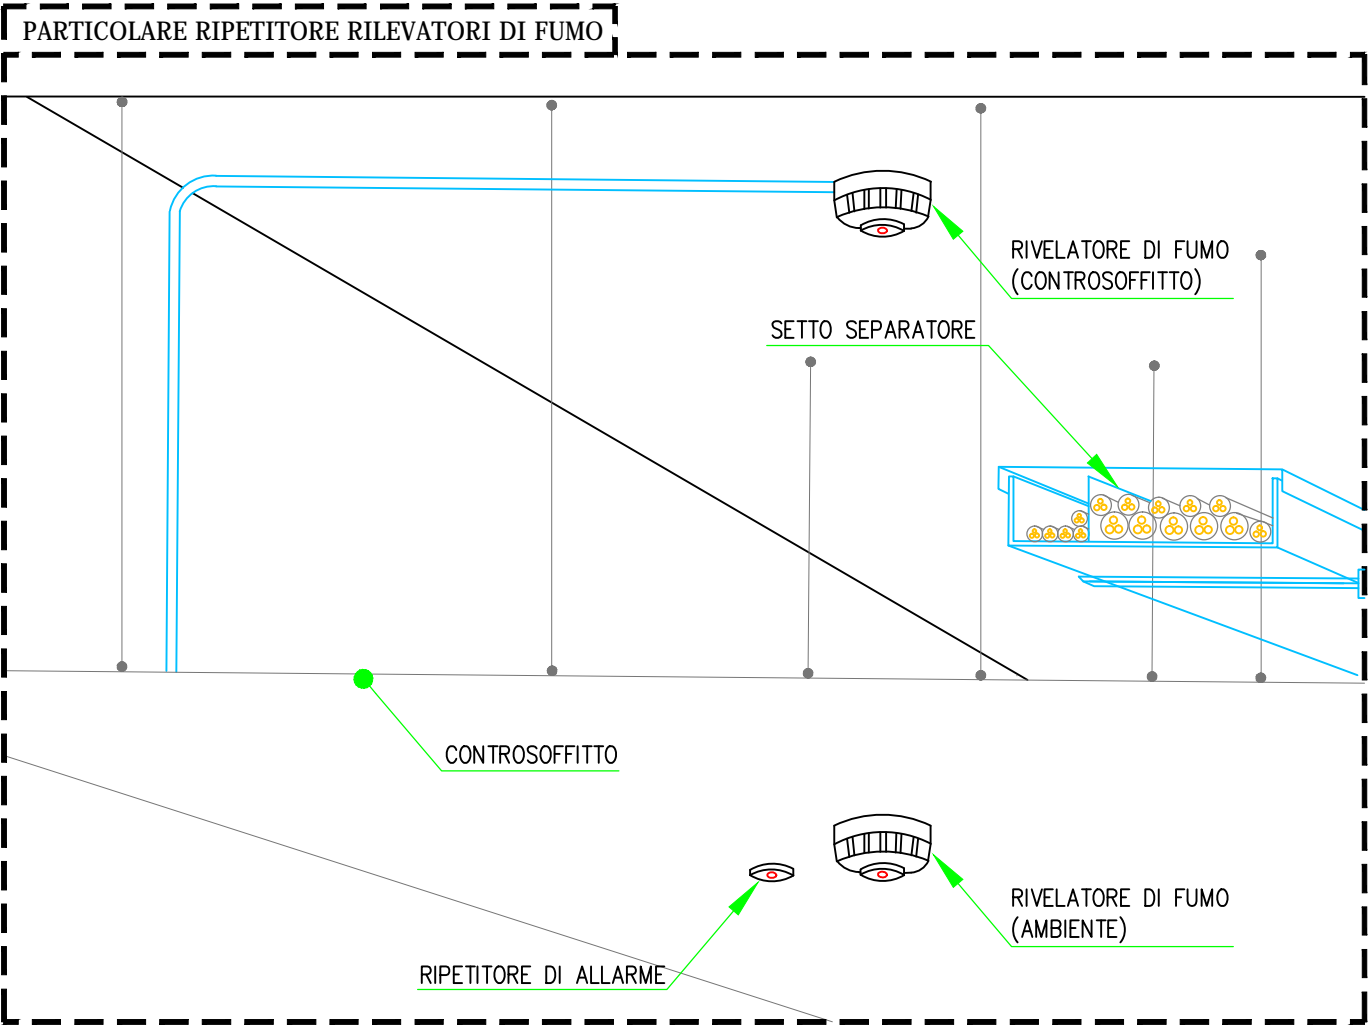 PARTICOLARE RIPETITORE RILEVATORI DI FUMO
RIVELATORE DI FUMO
(CONTROSOFFITTO)
SETTO SEPARATORE
CONTROSOFFITTO
RIVELATORE DI FUMO
(AMBIENTE)
RIPETITORE DI ALLARME